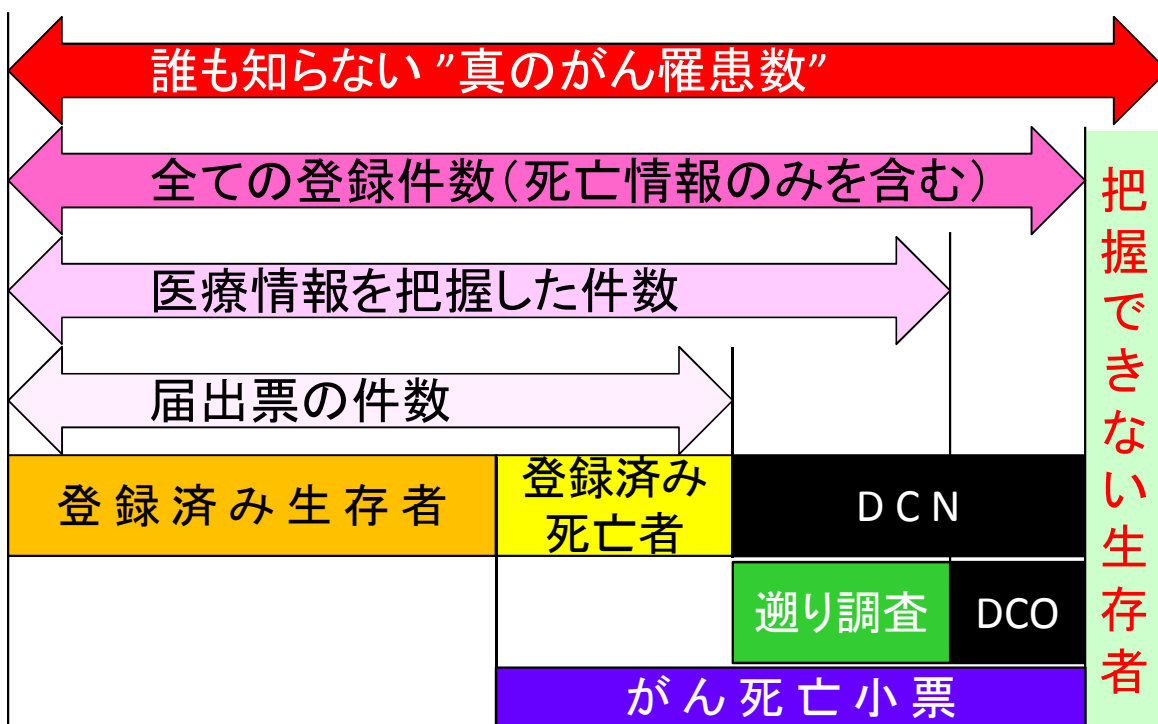 誰も知らない ”真のがん罹患数”
全ての登録件数（死亡情報のみを含む）
医療情報を把握した件数
届出票の件数
登録済み生存者
登録済み
死亡者
DCN
遡り調査
DCO
がん死亡小票
把握できない生存者